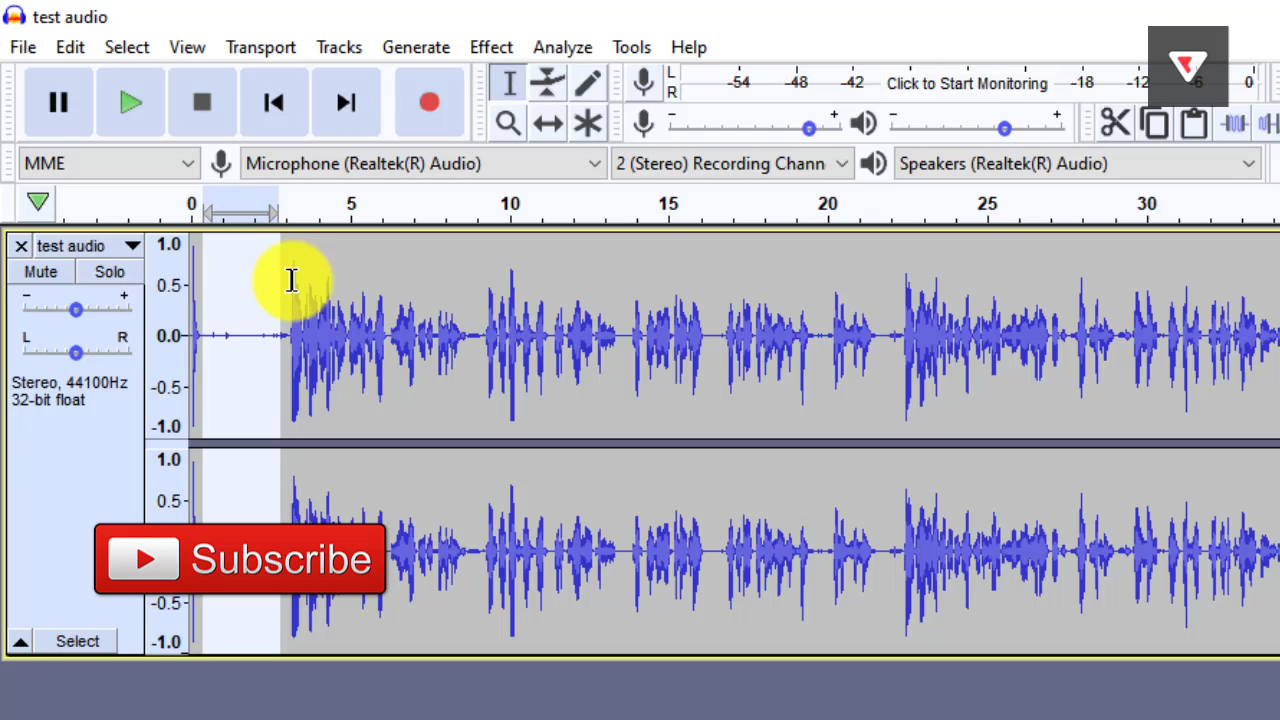 test audio
File Edit Select View Transport Tracks Generate Effect Analyze Tools Help
L
R
-54 -48 -42 Click to Start Monitoring -18 -12 -6 0
- + - +
MME Microphone (Realtek(R) Audio) 2 (Stereo) Recording Chann Speakers (Realtek(R) Audio)
0 5 10 15 20 25 30
test audio 1.0
Mute Solo
0.5
- +
L R 0.0
Stereo, 44100Hz -0.5
32-bit float
-1.0
1.0
0.5
Subscribe
-0.5
Select -1.0